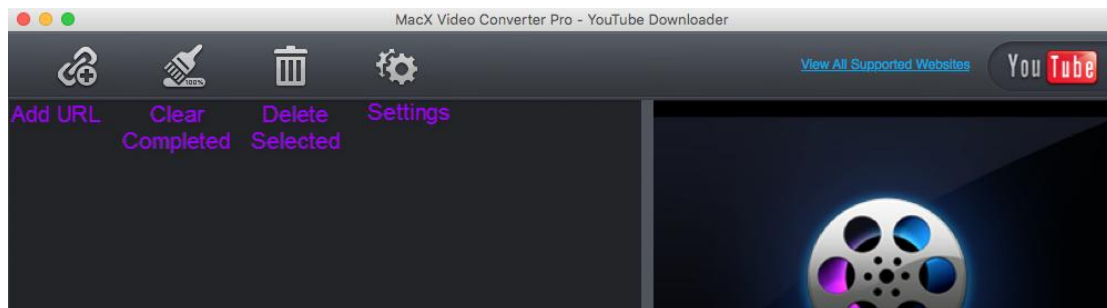 MacX Video Converter Pro - YouTube Downloader
100%
View All Supported Websites
You Tube
Add URL
Clear
Completed
Delete
Selected
Settings